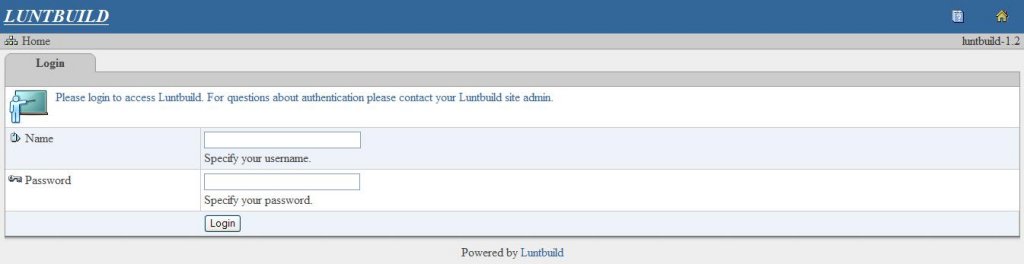 LUNTBUILD
Home
luntbuild-1.2
Login
Please login to access Luntbuild. For questions about authentication please contact your Luntbuild site admin.
Name
Specify your username.
Password
Specify your password.
Login
Powered by Luntbuild